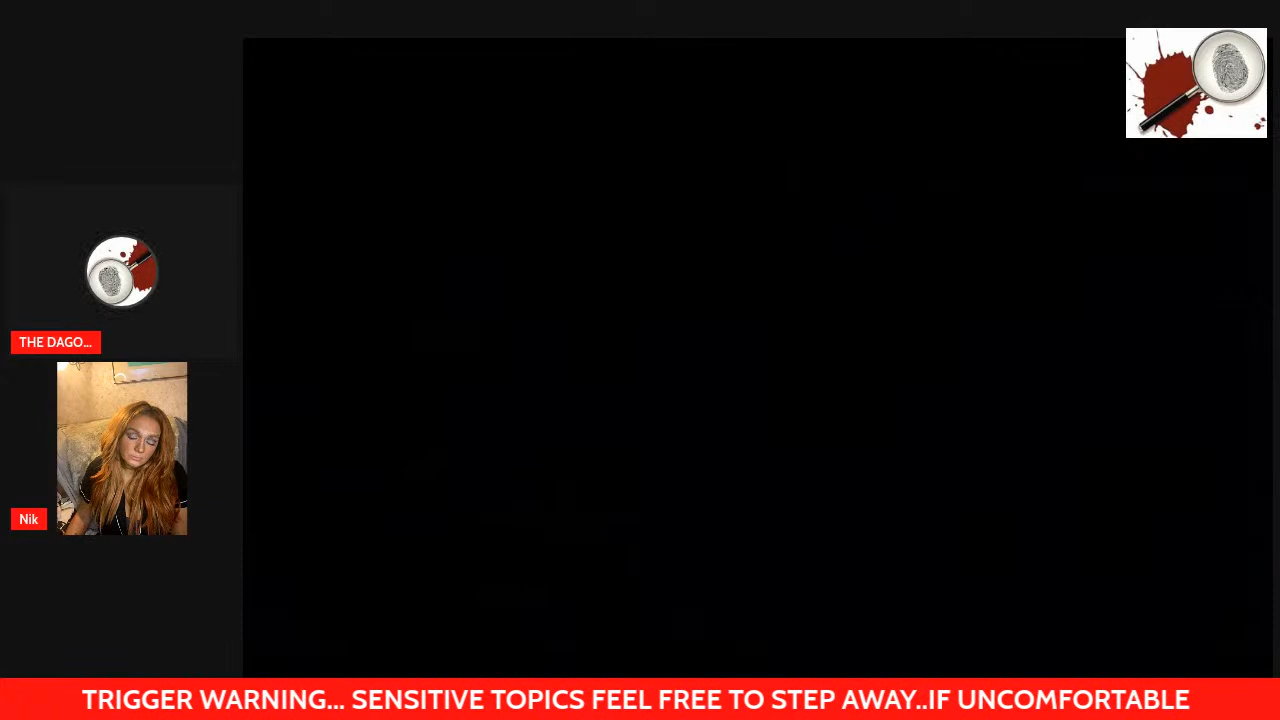 THE DAGO...
Nik
TRIGGER WARNING... SENSITIVE TOPICS FEEL FREE TO STEP AWAY..IF UNCOMFORTABLE